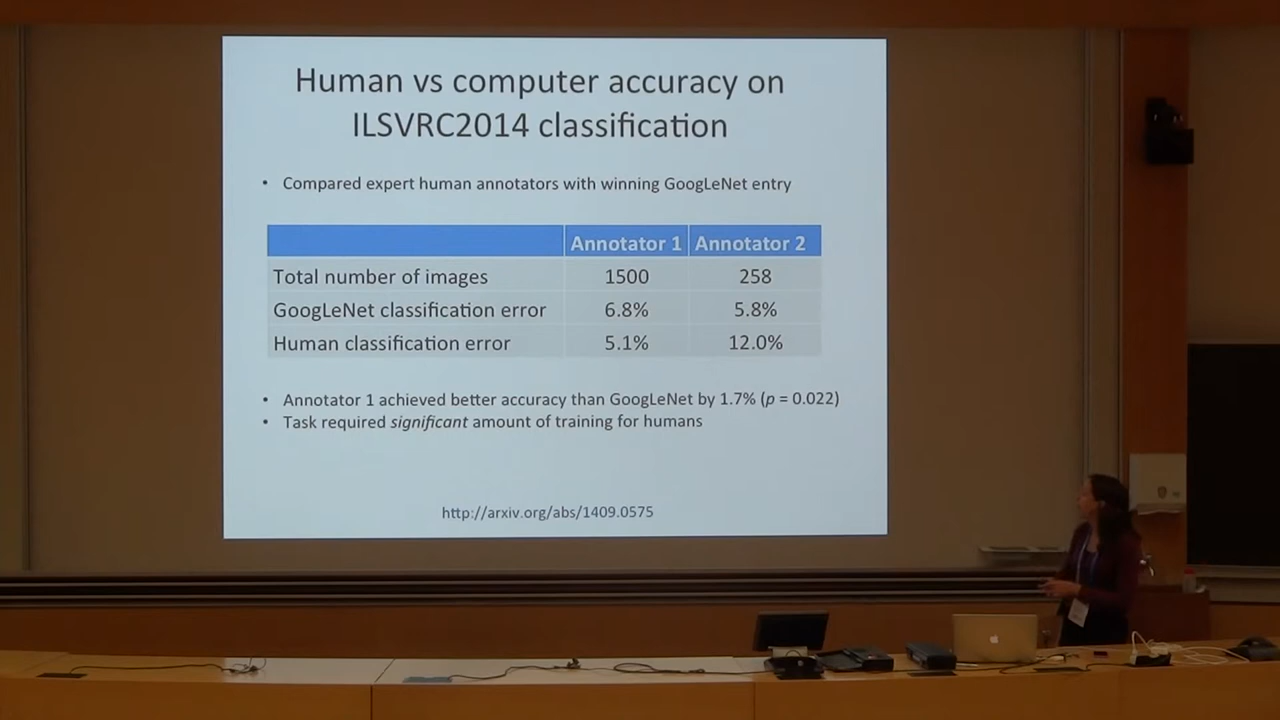 Human vs computer accuracy on
ILSVRC2014 classification
• Compared expert human annotators with winning GoogLeNet entry
Annotator 1 Annotator 2
Total number of images 1500 258
GoogLeNet classification error 6.8% 5.8%
Human classification error 5.1% 12.0%
• Annotator 1 achieved better accuracy than GoogLeNet by 1.7% (p = 0.022)
• Task required significant amount of training for humans
http://arxiv.org/abs/1409.0575